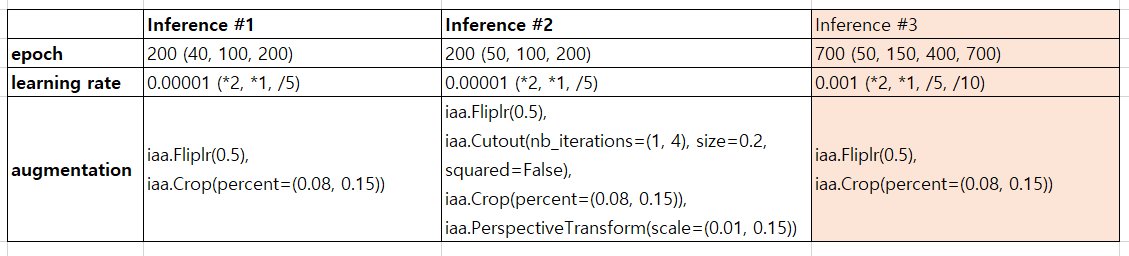 Inference #1 Inference #2 Inference #3
epoch 200 (40, 100, 200) 200 (50, 100, 200) 700 (50, 150, 400, 700)
learning rate 0.00001 (*2, *1, /5) 0.00001 (*2, *1, /5) 0.001 (*2, *1, /5, /10)
augmentation
iaa.Fliplr(0.5),
iaa.Crop(percent=(0.08, 0.15))
iaa.Fliplr(0.5),
iaa.Cutout(nb_iterations=(1, 4), size=0.2,
squared=False),
iaa.Crop(percent=(0.08, 0.15)),
iaa.PerspectiveTransform(scale=(0.01, 0.15))
iaa.Fliplr(0.5),
iaa.Crop(percent=(0.08, 0.15))